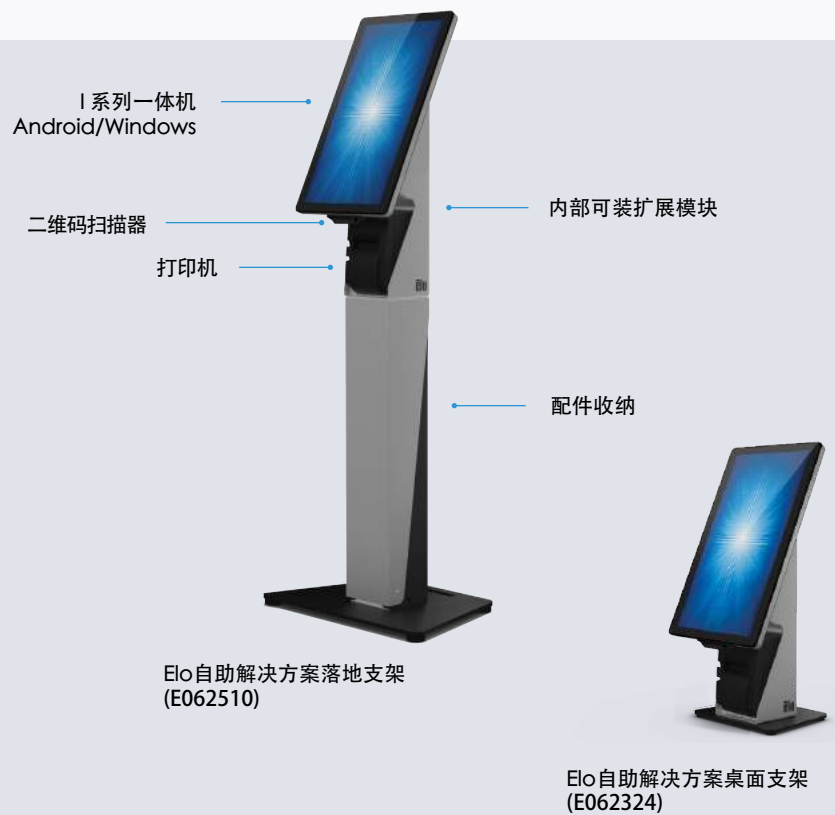 I 系列一体机
Android/Windows
二维码扫描器
打印机
内部可装扩展模块
elo
配件收纳
Elo自助解决方案落地支架
(E062510)
elo
Elo自助解决方案桌面支架
(E062324)